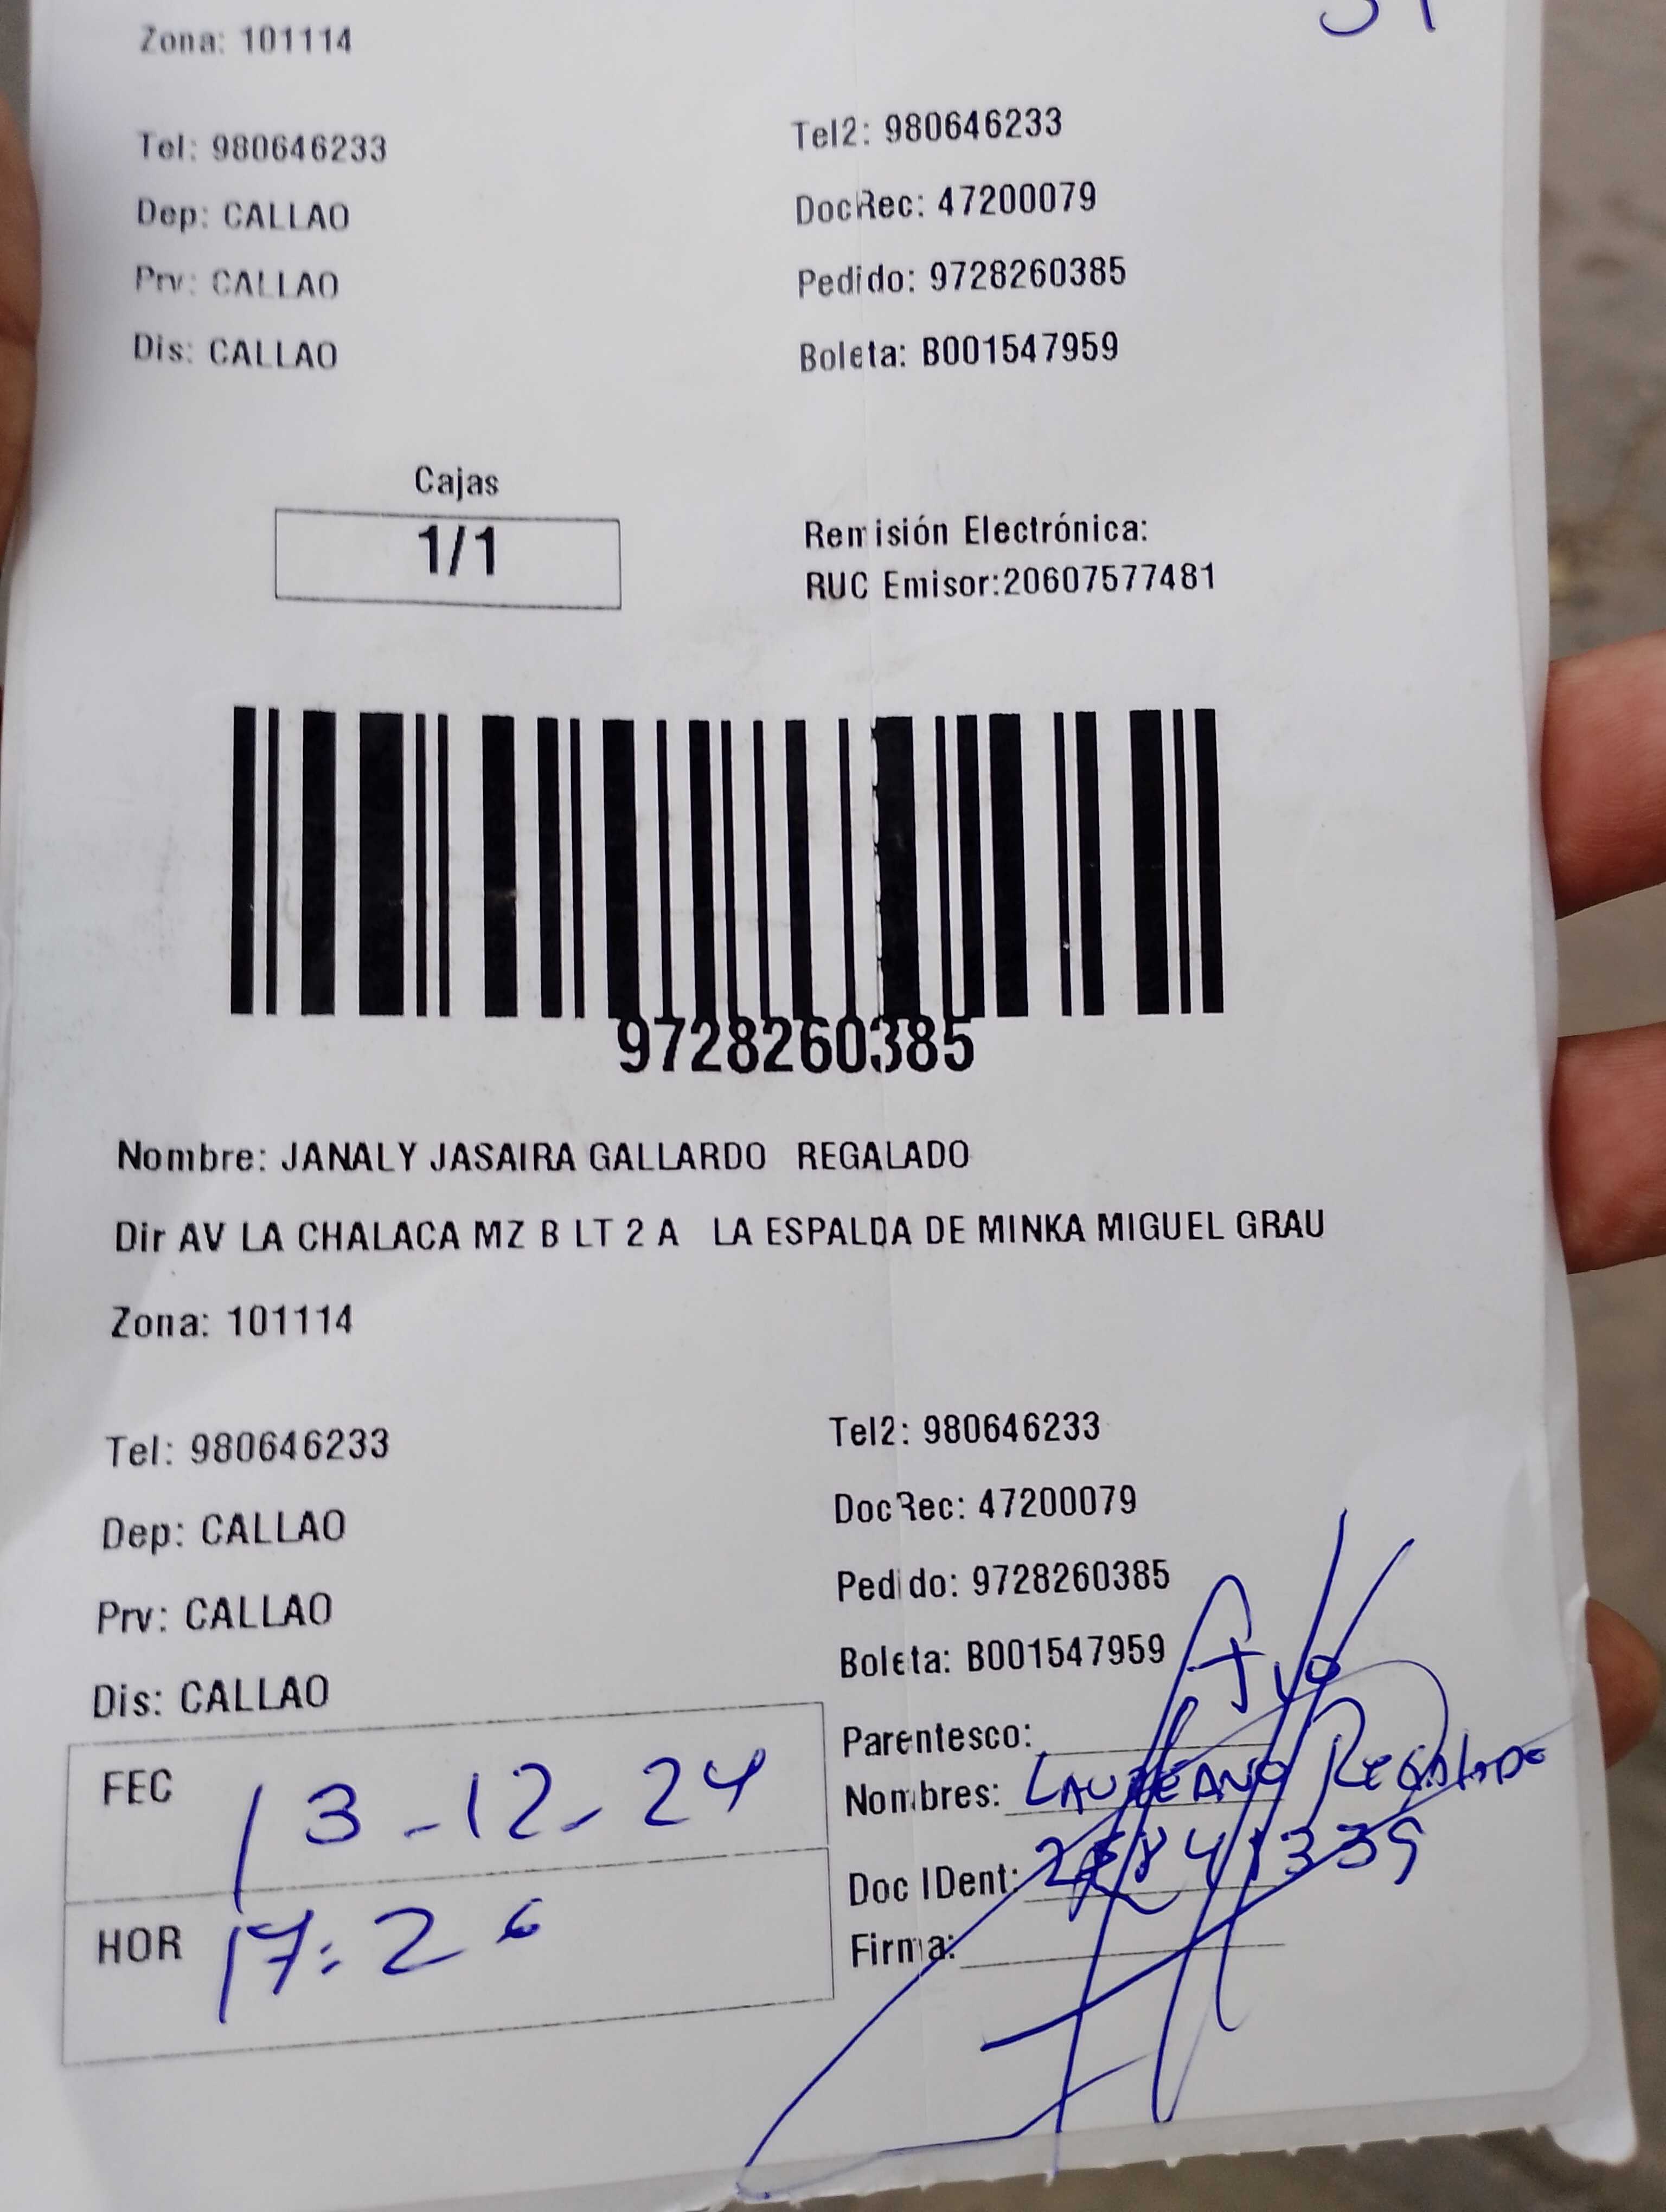 Zona: 101114
Tel: 980646233
Tel2: 980646233
Dep: CALLAO
DocRec: 47200079
Prv: CALLAO
Pedido: 9728260385
Dis: CALLAO
Boleta: B001547959
Cajas
1/1
Remisión Electrónica:
RUC Emisor:20607577481
9728260385
Nombre: JANALY JASAIRA GALLARDO REGALADO
Dir AV LA CHALACA MZ B LT 2 A LA ESPALDA DE MINKA MIGUEL GRAU
Zona: 101114
Tel: 980646233
Tel2: 980646233
Dep: CALLAO
DocRec: 47200079
Prv: CALLAO
Pedido: 9728260385
Dis: CALLAO
Boleta: B001547959
FEC 13-12-24
Parentesco:
Nombres: LAUREANO REGALADO
HOR 17:26
Doc IDent:
Firma: